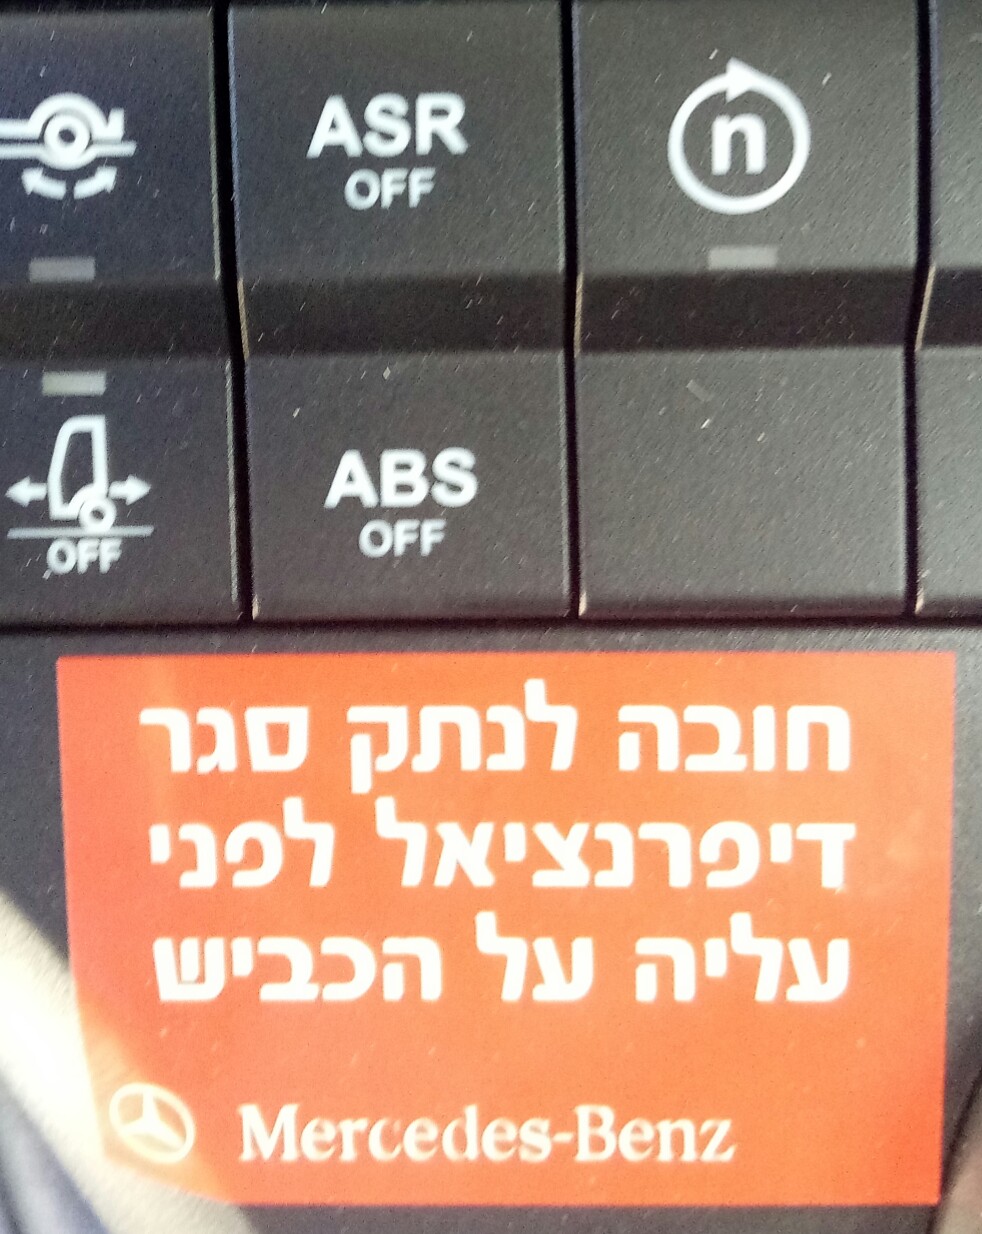 ASR
OFF
n
OFF
ABS
OFF
חובה לנתק סגר
דיפרנציאל לפני
עליה על הכביש
Mercedes-Benz